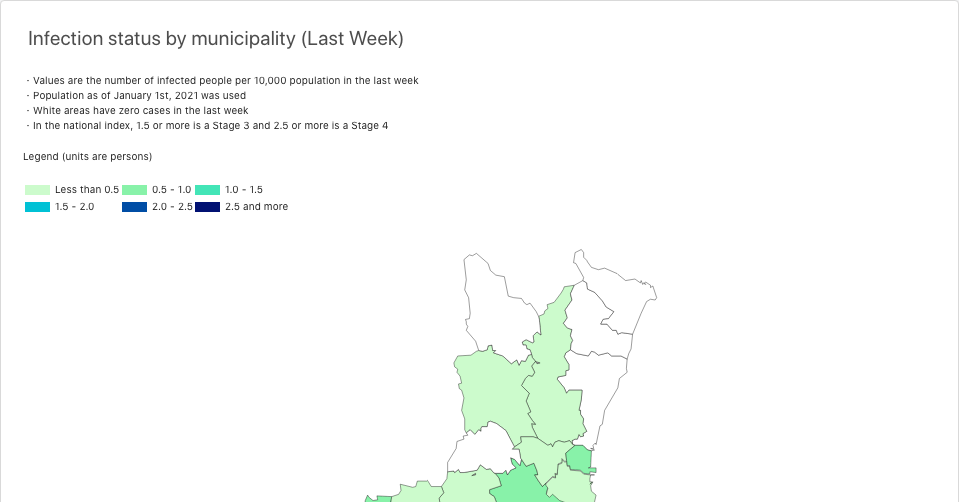 Infection status by municipality (Last Week)
· Values are the number of infected people per 10,000 population in the last week
· Population as of January 1st, 2021 was used
· White areas have zero cases in the last week
· In the national index, 1.5 or more is a Stage 3 and 2.5 or more is a Stage 4
Legend (units are persons)
Less than 0.5 0.5 - 1.0 1.0 - 1.5
1.5 - 2.0 2.0 - 2.5 2.5 and more